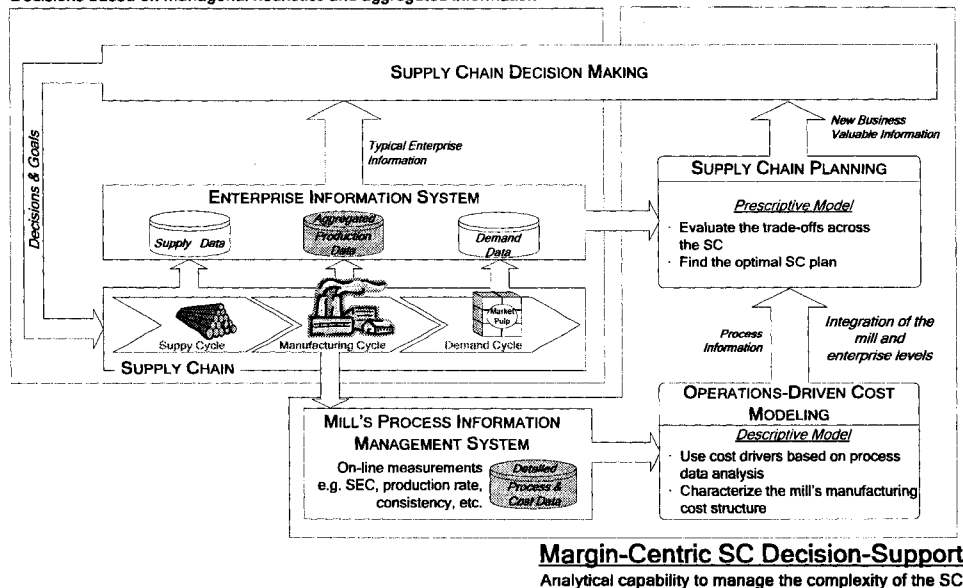 Decisions based on managerial heuristics and aggregated information
SUPPLY CHAIN DECISION MAKING
Decisions & Goals
Typical Enterprise
Information
New Business
Valuable Information
ENTERPRISE INFORMATION SYSTEM
Supply Data
Aggregated
Production
Data
Demand
Data
SUPPLY CHAIN PLANNING
Prescriptive Model
· Evaluate the trade-offs across
the SC
· Find the optimal SC plan
Market
Pulp
Suppy Cycle
Manufacturing Cycle
Demand Cycle
SUPPLY CHAIN
Process
Information
Integration of the
mill and
enterprise levels
MILL'S PROCESS INFORMATION
MANAGEMENT SYSTEM
On-line measurements
e.g. SEC, production rate,
consistency, etc.
Detailed
Process &
Cost Data
OPERATIONS-DRIVEN COST
MODELING
Descriptive Model
· Use cost drivers based on process
data analysis
· Characterize the mill's manufacturing
cost structure
Margin-Centric SC Decision-Support
Analytical capability to manage the complexity of the SC